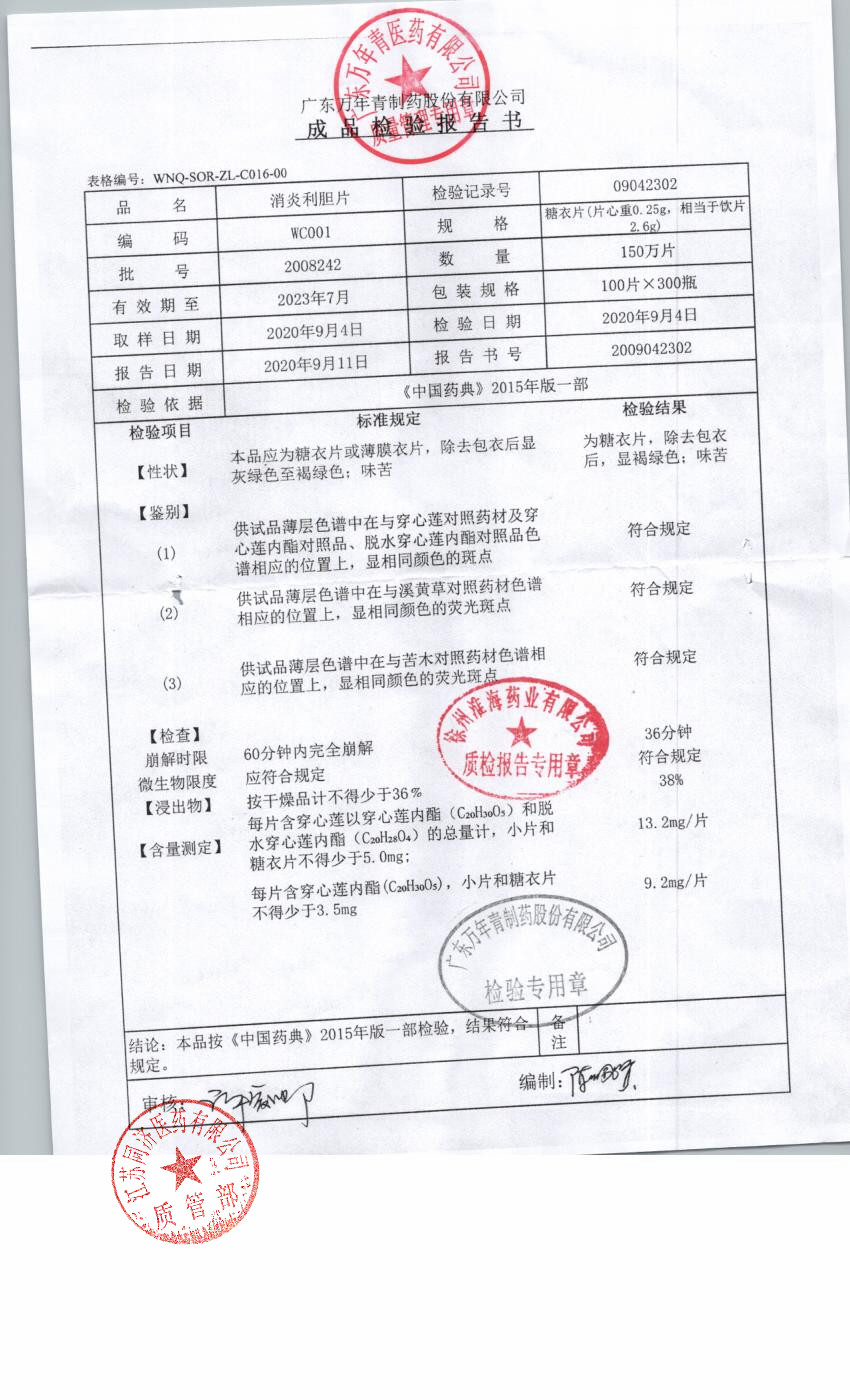 广东万年青医药有限公司
质量管理专用章
广东万年青制药股份有限公司
成品检验报告书
表格编号：WNQ-SOR-ZL-C016-00
品 名 消炎利胆片 检验记录号 09042302
编 码 WC001 规 格 糖衣片(片心重0.25g，相当于饮片
2.6g)
批 号 2008242 数 量 150万片
有效期至 2023年7月 包装规格 100片×300瓶
取样日期 2020年9月4日 检验日期 2020年9月4日
报告日期 2020年9月11日 报告书号 2009042302
检验依据 《中国药典》2015年版一部
检验项目 标准规定 检验结果
【性状】 本品应为糖衣片或薄膜衣片，除去包衣后显 为糖衣片，除去包衣
灰绿色至褐绿色；味苦 后，显褐绿色；味苦
【鉴别】
(1) 供试品薄层色谱中在与穿心莲对照药材及穿 符合规定
心莲内酯对照品、脱水穿心莲内酯对照品色
谱相应的位置上，显相同颜色的斑点
(2) 供试品薄层色谱中在与溪黄草对照药材色谱 符合规定
相应的位置上，显相同颜色的荧光斑点
(3) 供试品薄层色谱中在与苦木对照药材色谱相 符合规定
应的位置上，显相同颜色的荧光斑点
【检查】
崩解时限 60分钟内完全崩解 36分钟
微生物限度 应符合规定 符合规定
【浸出物】 按干燥品计不得少于36％ 38%
【含量测定】 每片含穿心莲以穿心莲内酯（C₂₀H₃₀O₅）和脱 13.2mg/片
水穿心莲内酯（C₂₀H₂₈O₄）的总量计，小片和
糖衣片不得少于5.0mg;
每片含穿心莲内酯(C₂₀H₃₀O₅)，小片和糖衣片 9.2mg/片
不得少于3.5mg
徐州淮海药业有限公司
质检报告专用章
广东万年青制药股份有限公司
检验专用章
结论：本品按《中国药典》2015年版一部检验，结果符合 备
规定。 注
审核： 编制：
江苏同济医药有限公司
质管部